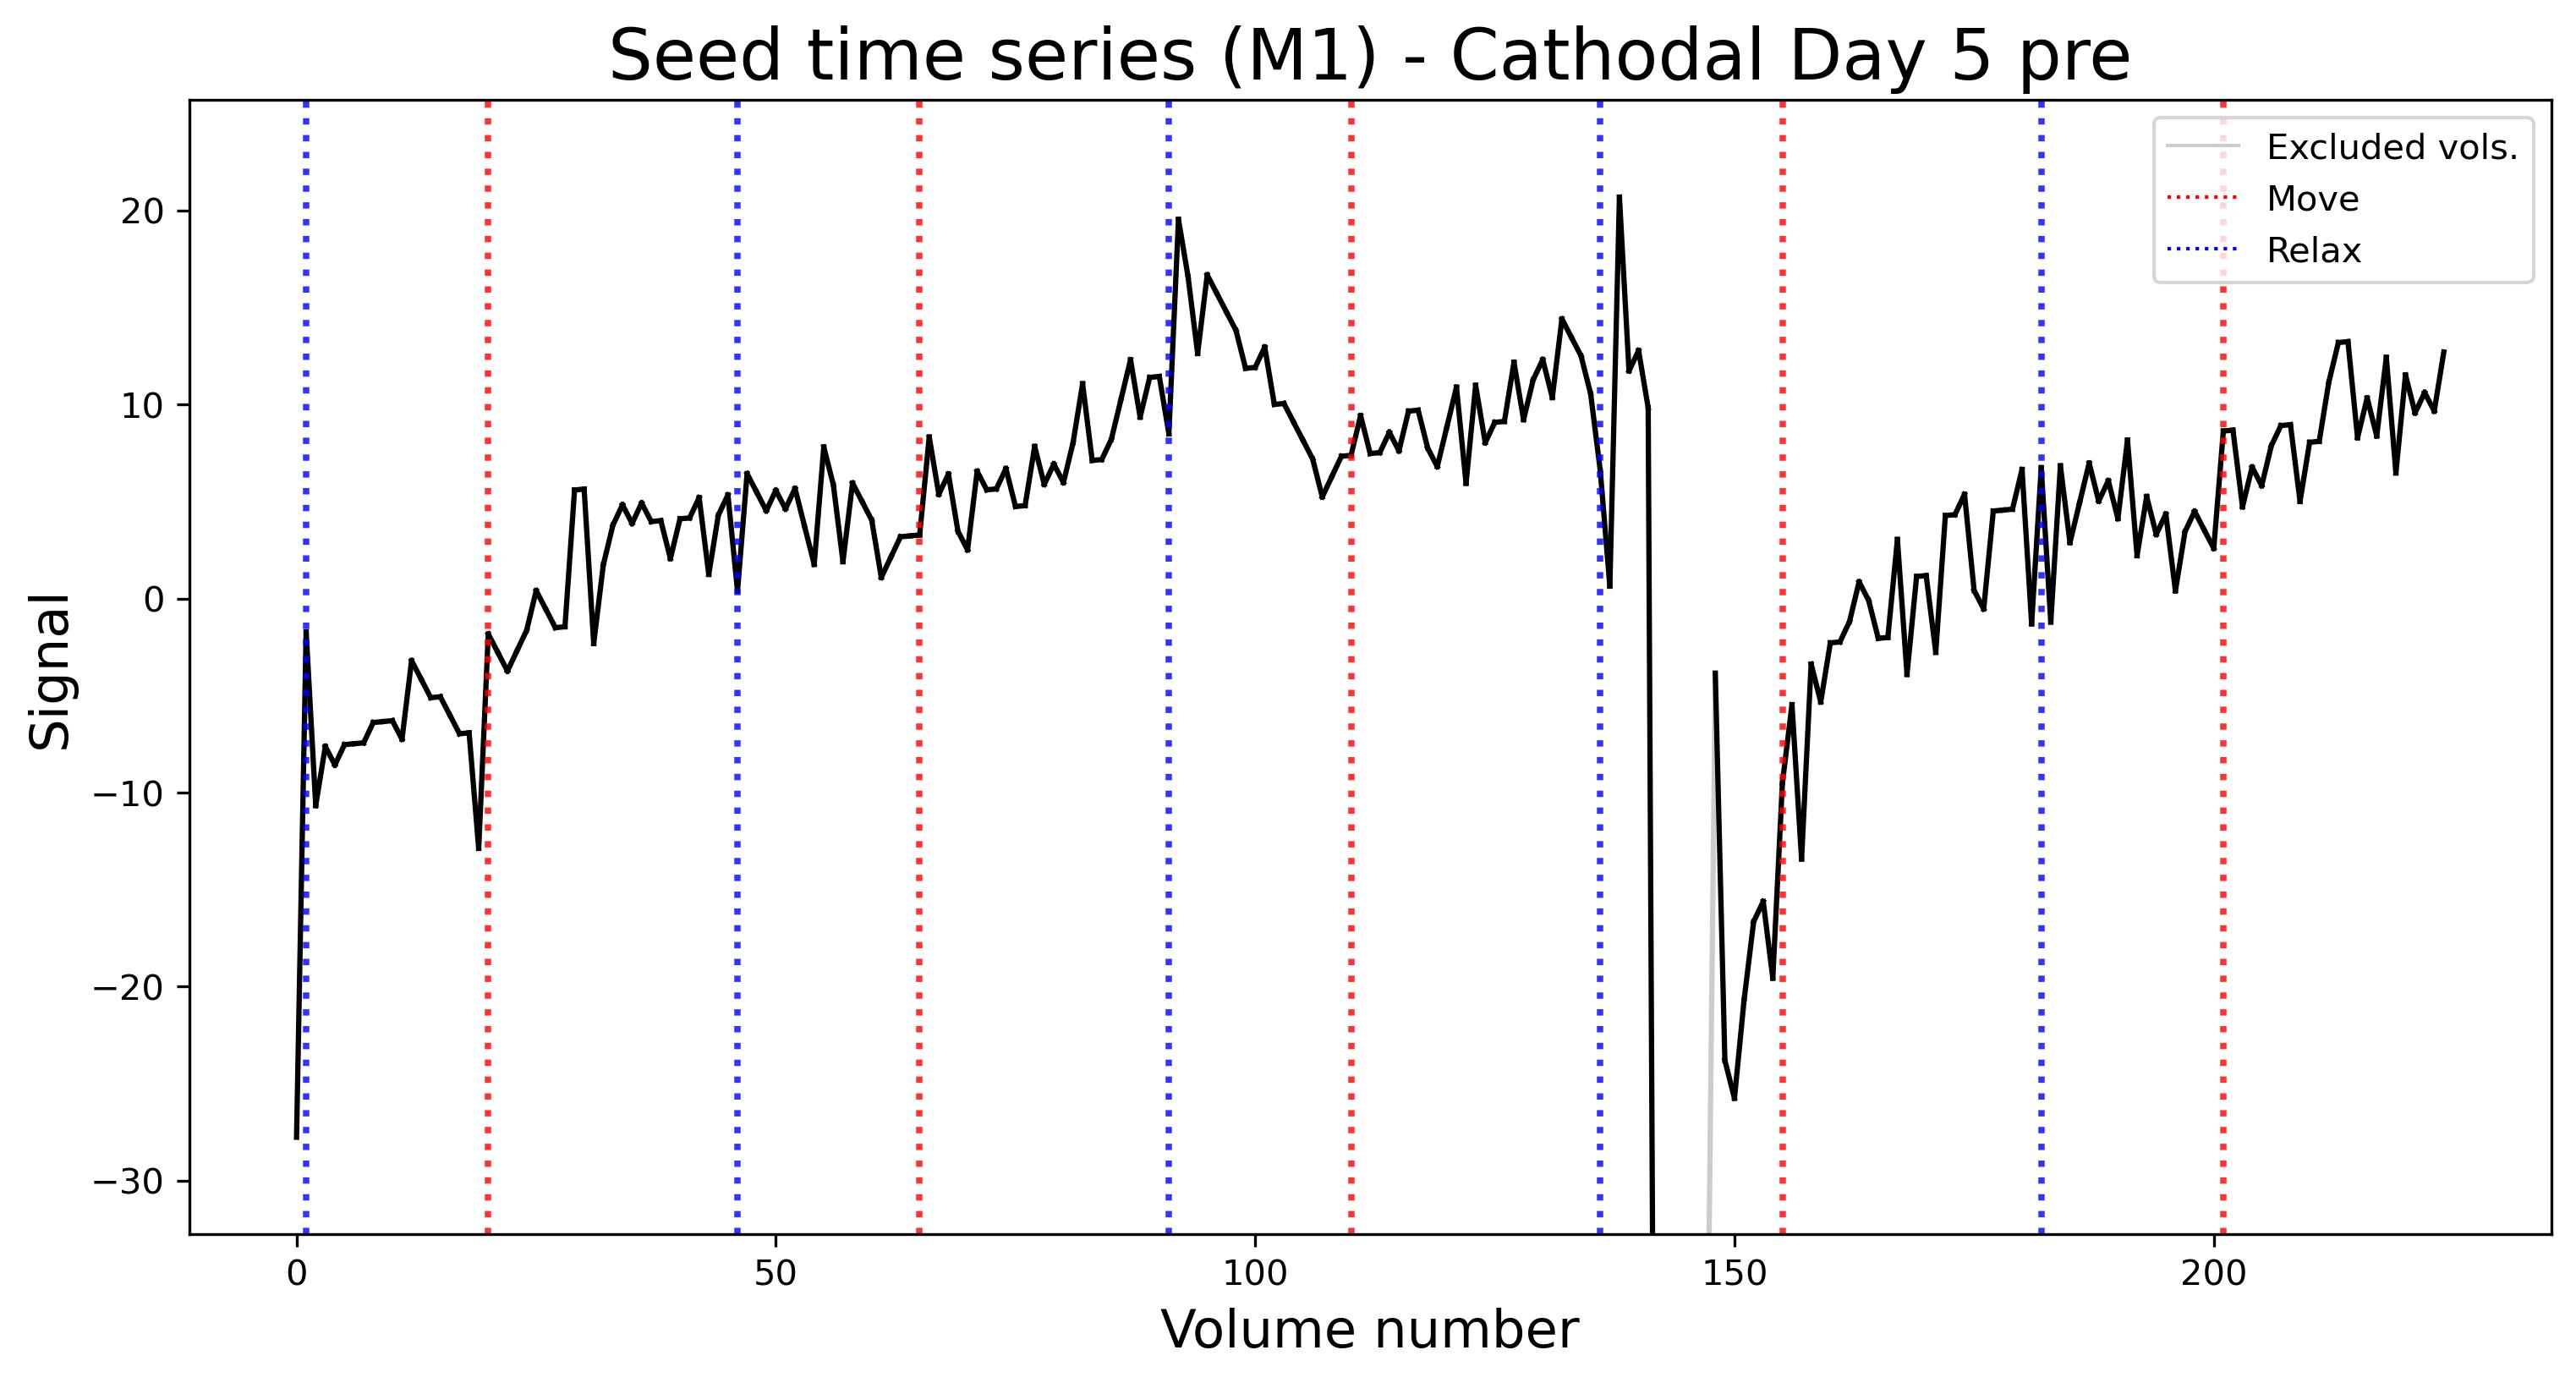 Seed time series (M1) - Cathodal Day 5 pre
Excluded vols.
Move
Relax
20
10
0
−10
−20
−30
Signal
0 50 100 150 200
Volume number